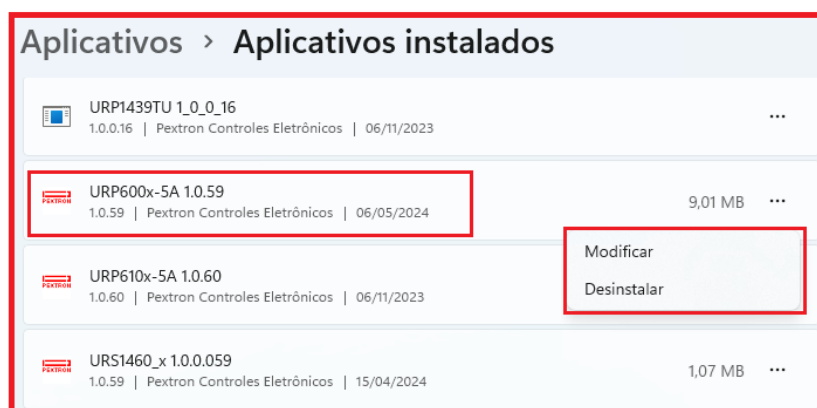 Aplicativos > Aplicativos instalados
URP1439TU 1_0_0_16
1.0.0.16 | Pextron Controles Eletrônicos | 06/11/2023
URP600x-5A 1.0.59
1.0.59 | Pextron Controles Eletrônicos | 06/05/2024
9,01 MB
Modificar
Desinstalar
URP610x-5A 1.0.60
1.0.60 | Pextron Controles Eletrônicos | 06/11/2023
URS1460_x 1.0.0.059
1.0.59 | Pextron Controles Eletrônicos | 15/04/2024
1,07 MB
PEXTRON
PEXTRON
PEXTRON